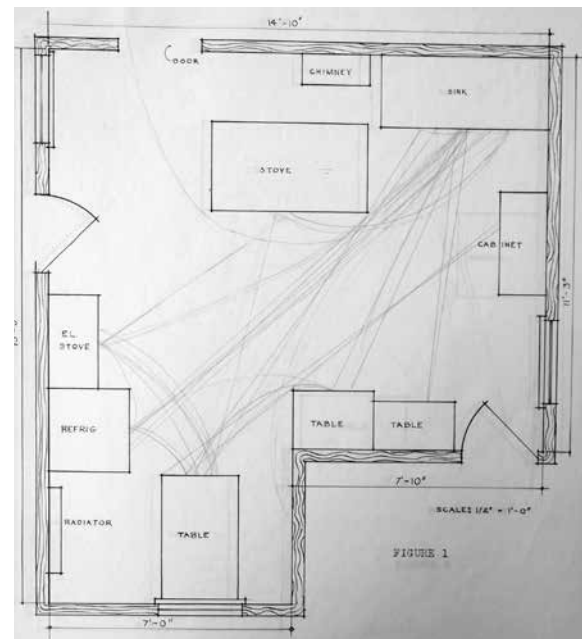 14'-10"
DOOR
CHIMNEY
SINK
STOVE
CABINET
11'-3"
EL
STOVE
REFRIG
TABLE
TABLE
7'-10"
RADIATOR
TABLE
SCALES 1/2" = 1'-0"
FIGURE 1
7'-0"